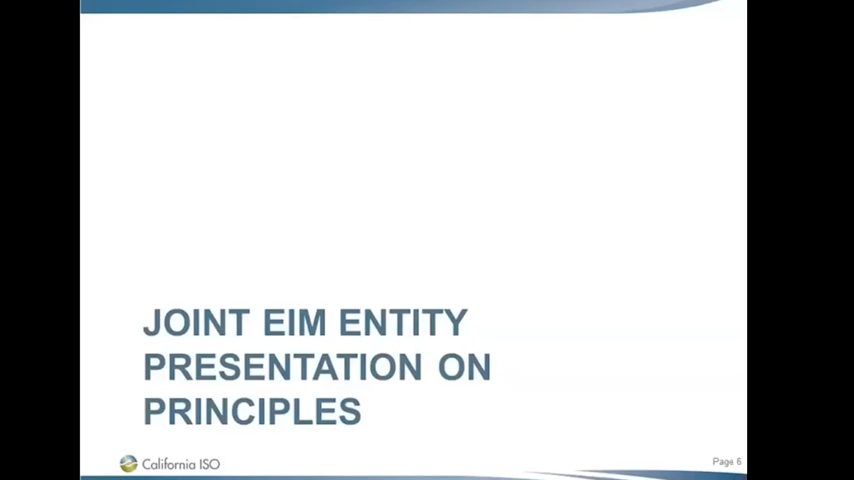 JOINT EIM ENTITY
PRESENTATION ON
PRINCIPLES
California ISO
Page 6